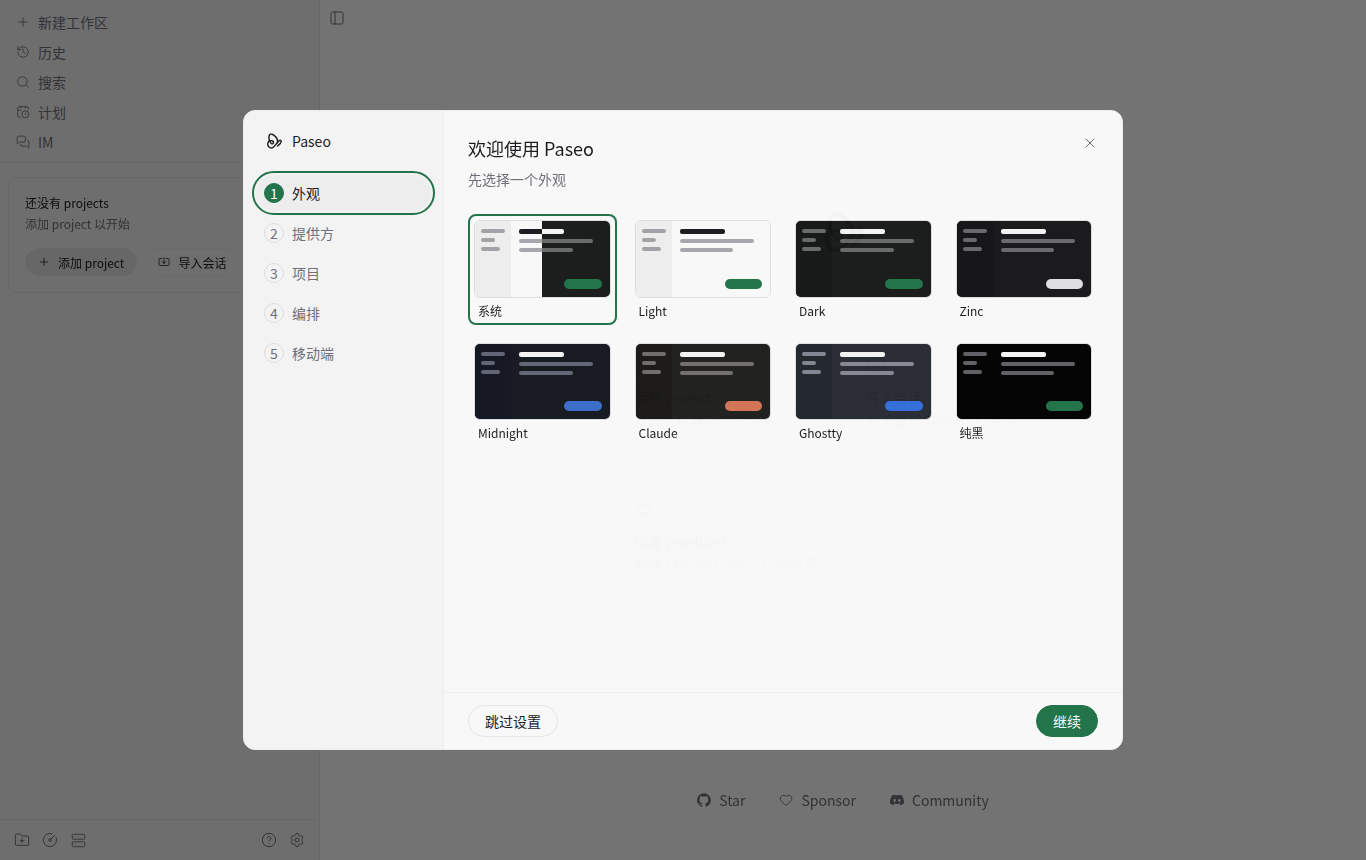 新建工作区
历史
搜索
计划
IM
还没有 projects
添加 project 以开始
添加 project
导入会话
Paseo
1 外观
2 提供方
3 项目
4 编排
5 移动端
欢迎使用 Paseo
先选择一个外观
系统
Light
Dark
Zinc
Midnight
Claude
Ghostty
纯黑
跳过设置
继续
Star
Sponsor
Community